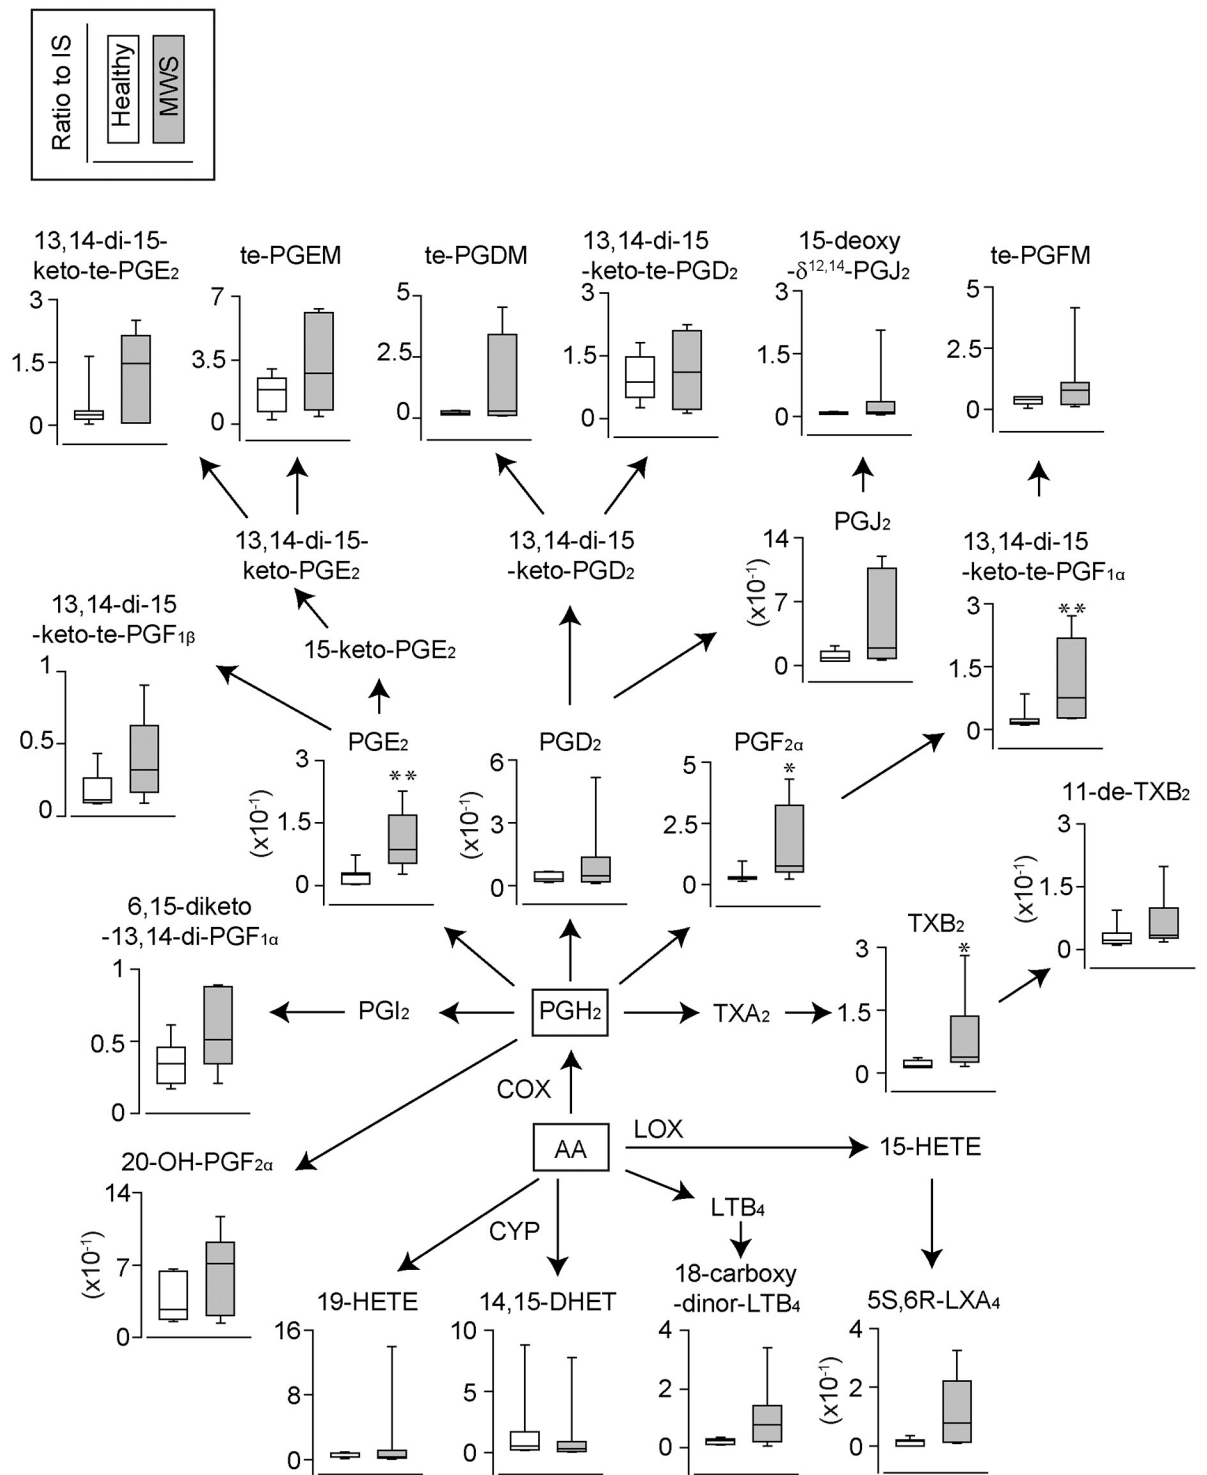 Ratio to IS
Healthy
MWS
13,14-di-15-
keto-te-PGE2
3
1.5
0
te-PGEM
7
3.5
0
te-PGDM
5
2.5
0
13,14-di-15
-keto-te-PGD2
3
1.5
0
15-deoxy
-δ12,14-PGJ2
3
1.5
0
te-PGFM
5
2.5
0
13,14-di-15-
keto-PGE2
13,14-di-15
-keto-PGD2
PGJ2
14
7
0
(x10-1)
13,14-di-15
-keto-te-PGF1α
3
1.5
0
**
13,14-di-15
-keto-te-PGF1β
1
0.5
0
15-keto-PGE2
PGE2
3
1.5
0
(x10-1)
**
PGD2
6
3
0
(x10-1)
PGF2α
5
2.5
0
(x10-1)
*
11-de-TXB2
3
1.5
0
(x10-1)
6,15-diketo
-13,14-di-PGF1α
1
0.5
0
PGI2
PGH2
TXA2
TXB2
3
1.5
0
*
COX
AA
LOX
15-HETE
20-OH-PGF2α
14
7
0
(x10-1)
CYP
LTB4
19-HETE
16
8
0
14,15-DHET
10
5
0
18-carboxy
-dinor-LTB4
4
2
0
5S,6R-LXA4
4
2
0
(x10-1)